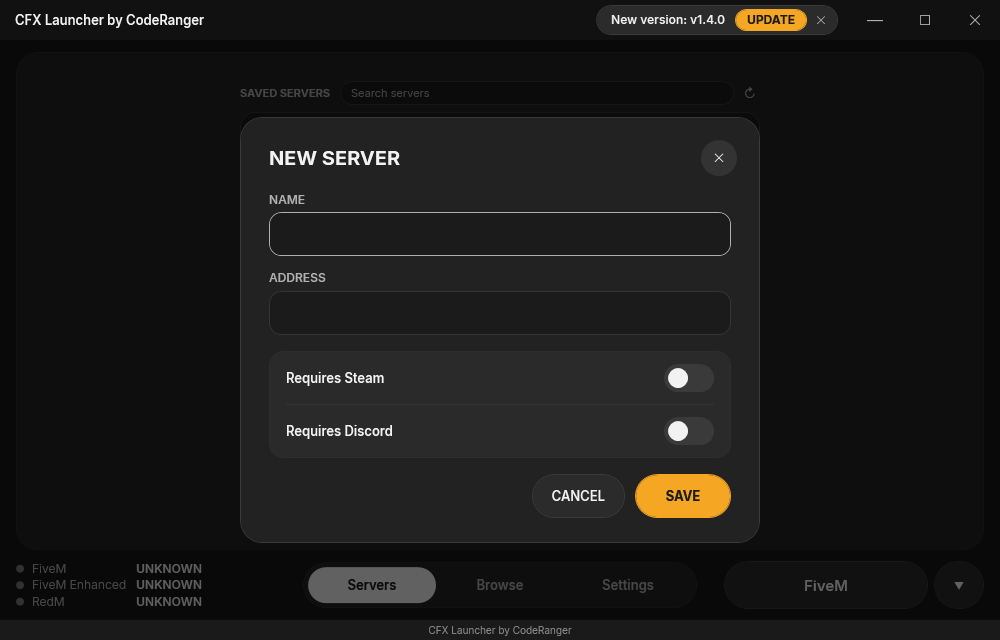 CFX Launcher by CodeRanger
New version: v1.4.0
UPDATE
SAVED SERVERS
Search servers
NEW SERVER
NAME
ADDRESS
Requires Steam
Requires Discord
CANCEL
SAVE
FiveM UNKNOWN
FiveM Enhanced UNKNOWN
RedM UNKNOWN
Servers
Browse
Settings
FiveM
CFX Launcher by CodeRanger